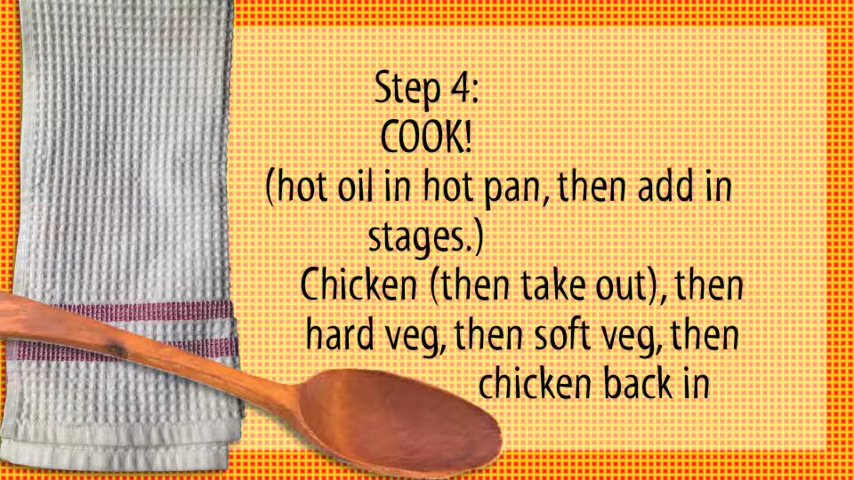 Step 4:
COOK!
(hot oil in hot pan, then add in
stages.)
Chicken (then take out), then
hard veg, then soft veg, then
chicken back in